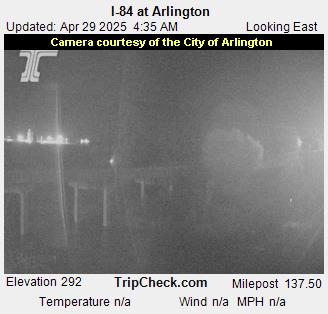 I-84 at Arlington
Updated: Apr 29 2025 4:35 AM Looking East
Camera courtesy of the City of Arlington
Elevation 292 TripCheck.com Milepost 137.50
Temperature n/a Wind n/a MPH n/a